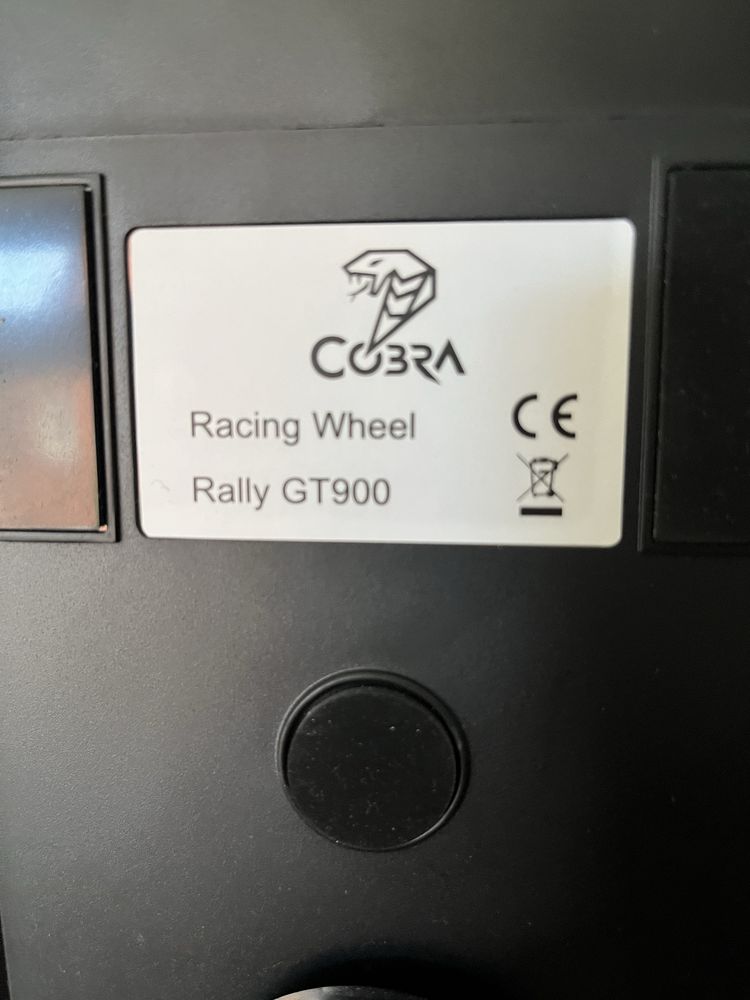 COBRA
Racing Wheel
Rally GT900
CE